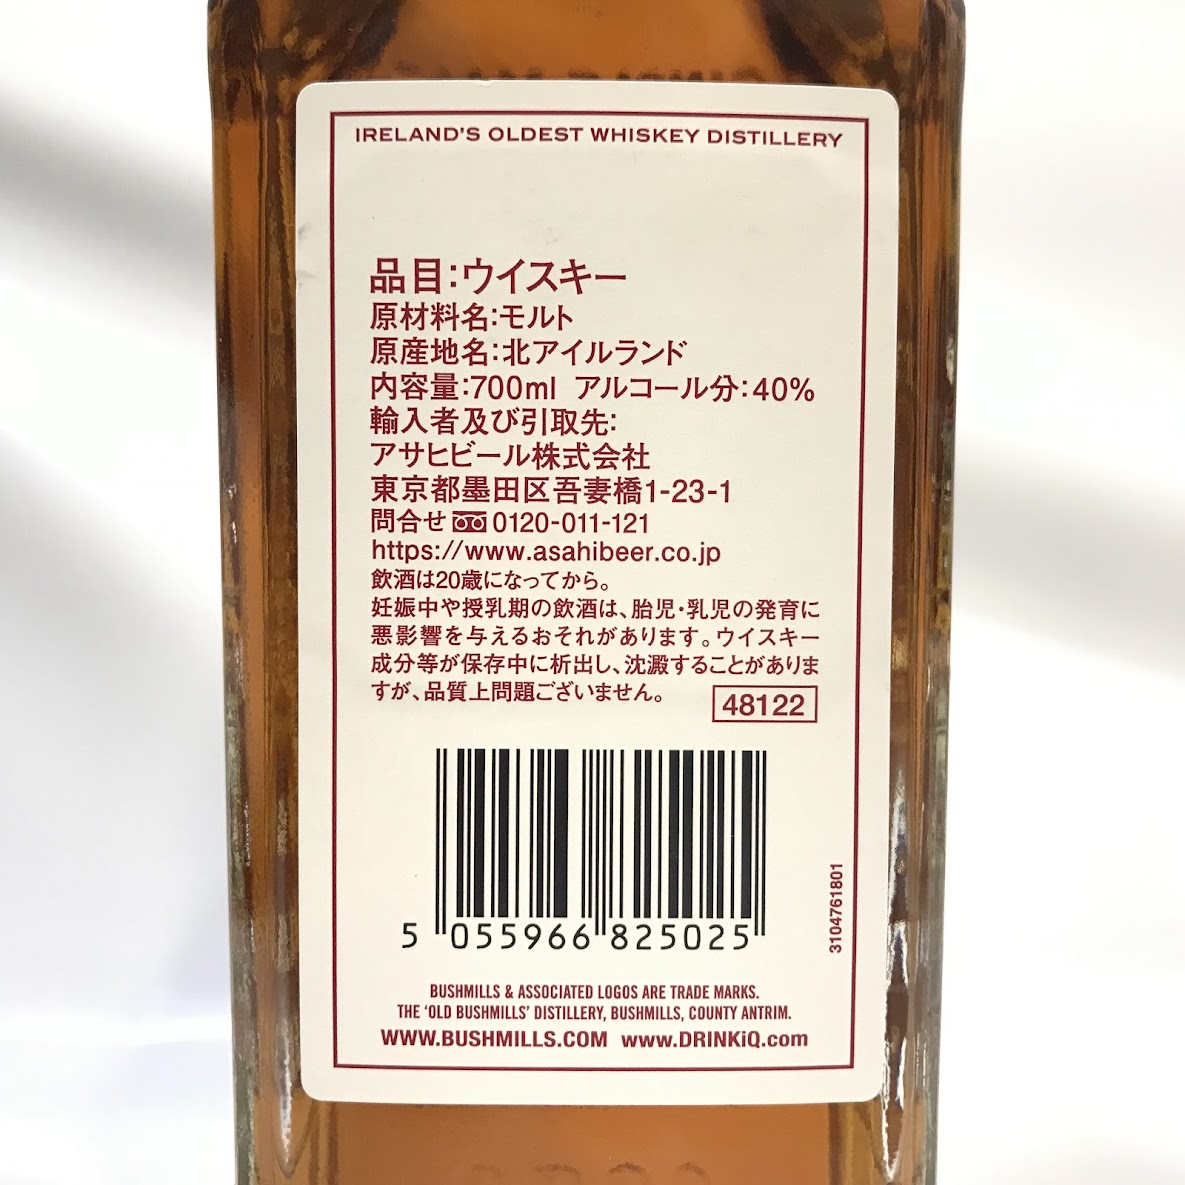 IRELAND'S OLDEST WHISKEY DISTILLERY
品目:ウイスキー
原材料名:モルト
原産地名:北アイルランド
内容量:700ml アルコール分:40%
輸入者及び引取先:
アサヒビール株式会社
東京都墨田区吾妻橋1-23-1
問合せ 0120-011-121
https://www.asahibeer.co.jp
飲酒は20歳になってから。
妊娠中や授乳期の飲酒は、胎児・乳児の発育に
悪影響を与えるおそれがあります。ウイスキー
成分等が保存中に析出し、沈澱することがありま
すが、品質上問題ございません。
48122
5 055966 825025
3104761801
BUSHMILLS & ASSOCIATED LOGOS ARE TRADE MARKS.
THE 'OLD BUSHMILLS' DISTILLERY, BUSHMILLS, COUNTY ANTRIM.
WWW.BUSHMILLS.COM www.DRINKiQ.com